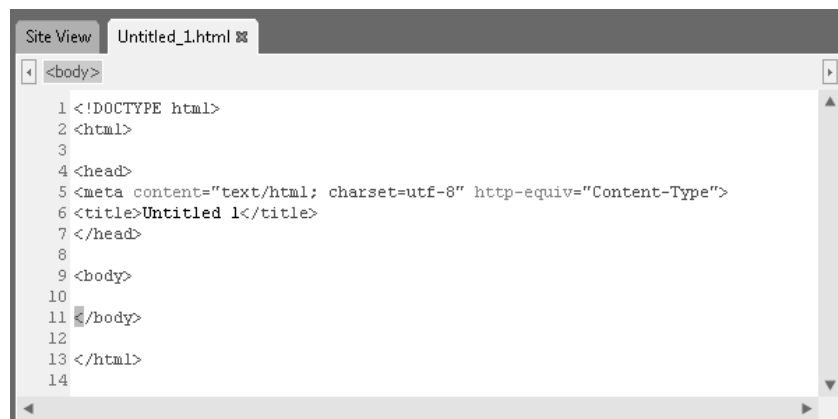 Site View Untitled_1.html
<body>
1 <!DOCTYPE html>
2 <html>
3
4 <head>
5 <meta content="text/html; charset=utf-8" http-equiv="Content-Type">
6 <title>Untitled 1</title>
7 </head>
8
9 <body>
10
11 </body>
12
13 </html>
14